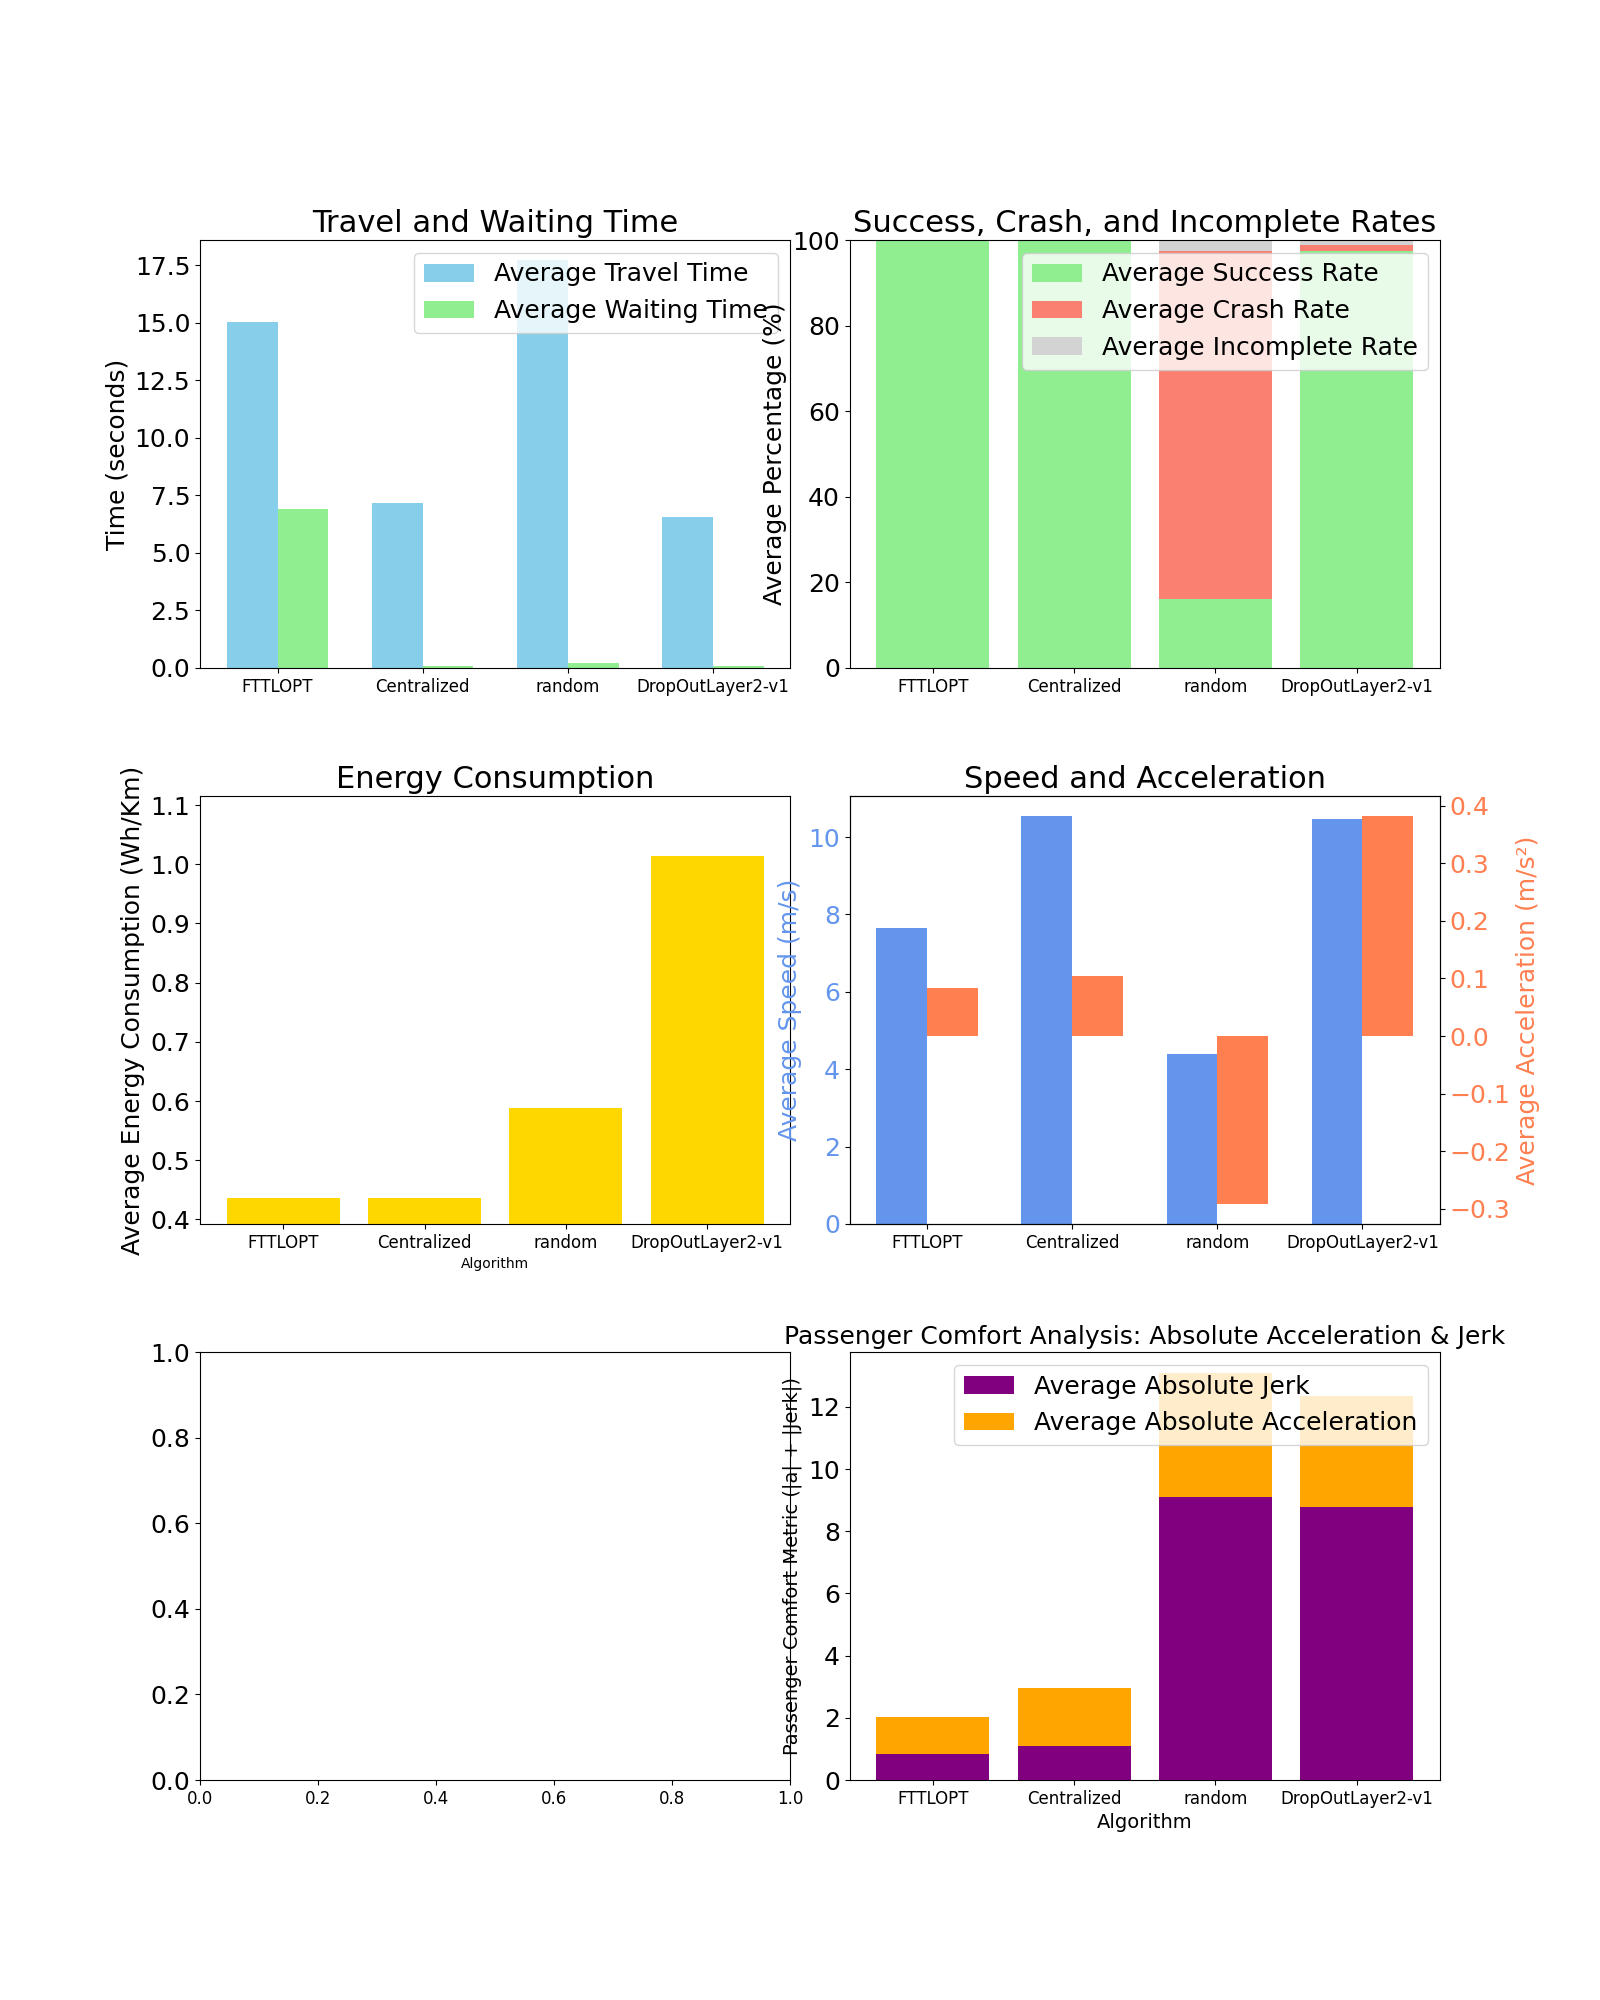 Travel and Waiting Time
Average Travel Time
Average Waiting Time
Time (seconds)
17.5
15.0
12.5
10.0
7.5
5.0
2.5
0.0
FTTLOPT
Centralized
random
DropOutLayer2-v1
Success, Crash, and Incomplete Rates
Average Success Rate
Average Crash Rate
Average Incomplete Rate
Average Percentage (%)
100
80
60
40
20
0
FTTLOPT
Centralized
random
DropOutLayer2-v1
Energy Consumption
Average Energy Consumption (Wh/Km)
1.1
1.0
0.9
0.8
0.7
0.6
0.5
0.4
FTTLOPT
Centralized
random
DropOutLayer2-v1
Algorithm
Speed and Acceleration
Average Speed (m/s)
10
8
6
4
2
0
0.4
0.3
0.2
0.1
0.0
−0.1
−0.2
−0.3
Average Acceleration (m/s²)
FTTLOPT
Centralized
random
DropOutLayer2-v1
1.0
0.8
0.6
0.4
0.2
0.0
0.0
0.2
0.4
0.6
0.8
1.0
Passenger Comfort Analysis: Absolute Acceleration & Jerk
Average Absolute Jerk
Average Absolute Acceleration
Passenger Comfort Metric (|a| + |Jerk|)
12
10
8
6
4
2
0
FTTLOPT
Centralized
random
DropOutLayer2-v1
Algorithm